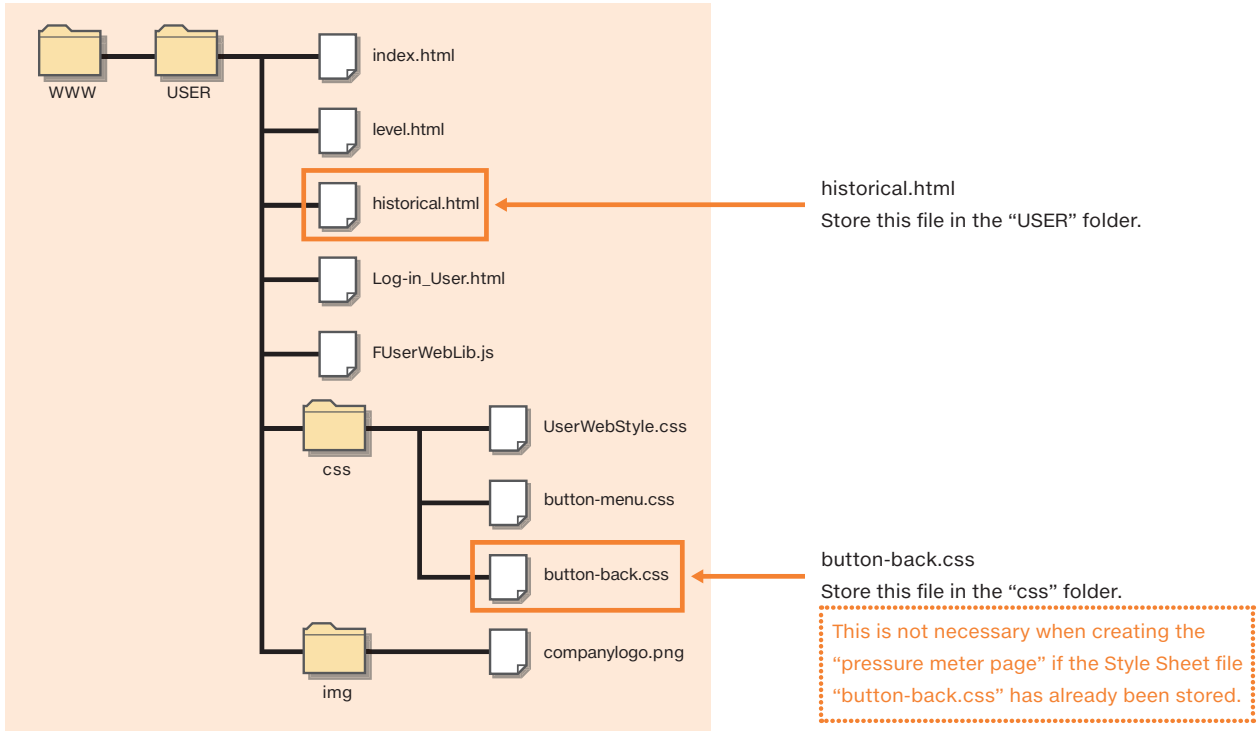 WWW
USER
index.html
level.html
historical.html
Log-in_User.html
FUserWebLib.js
css
UserWebStyle.css
button-menu.css
button-back.css
img
companylogo.png
historical.html
Store this file in the “USER” folder.
button-back.css
Store this file in the “css” folder.
This is not necessary when creating the
“pressure meter page” if the Style Sheet file
“button-back.css” has already been stored.